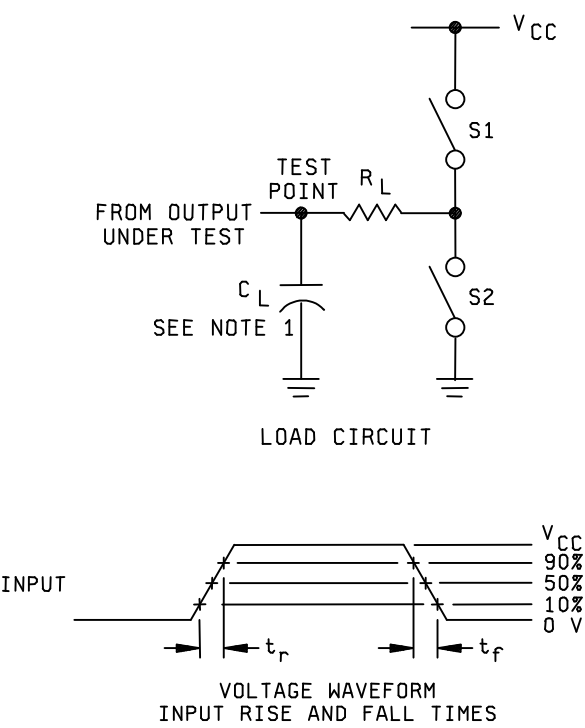 VCC
S1
TEST
POINT
RL
FROM OUTPUT
UNDER TEST
CL
S2
SEE NOTE 1
LOAD CIRCUIT
VCC
90%
INPUT
50%
10%
0 V
tr
tf
VOLTAGE WAVEFORM
INPUT RISE AND FALL TIMES